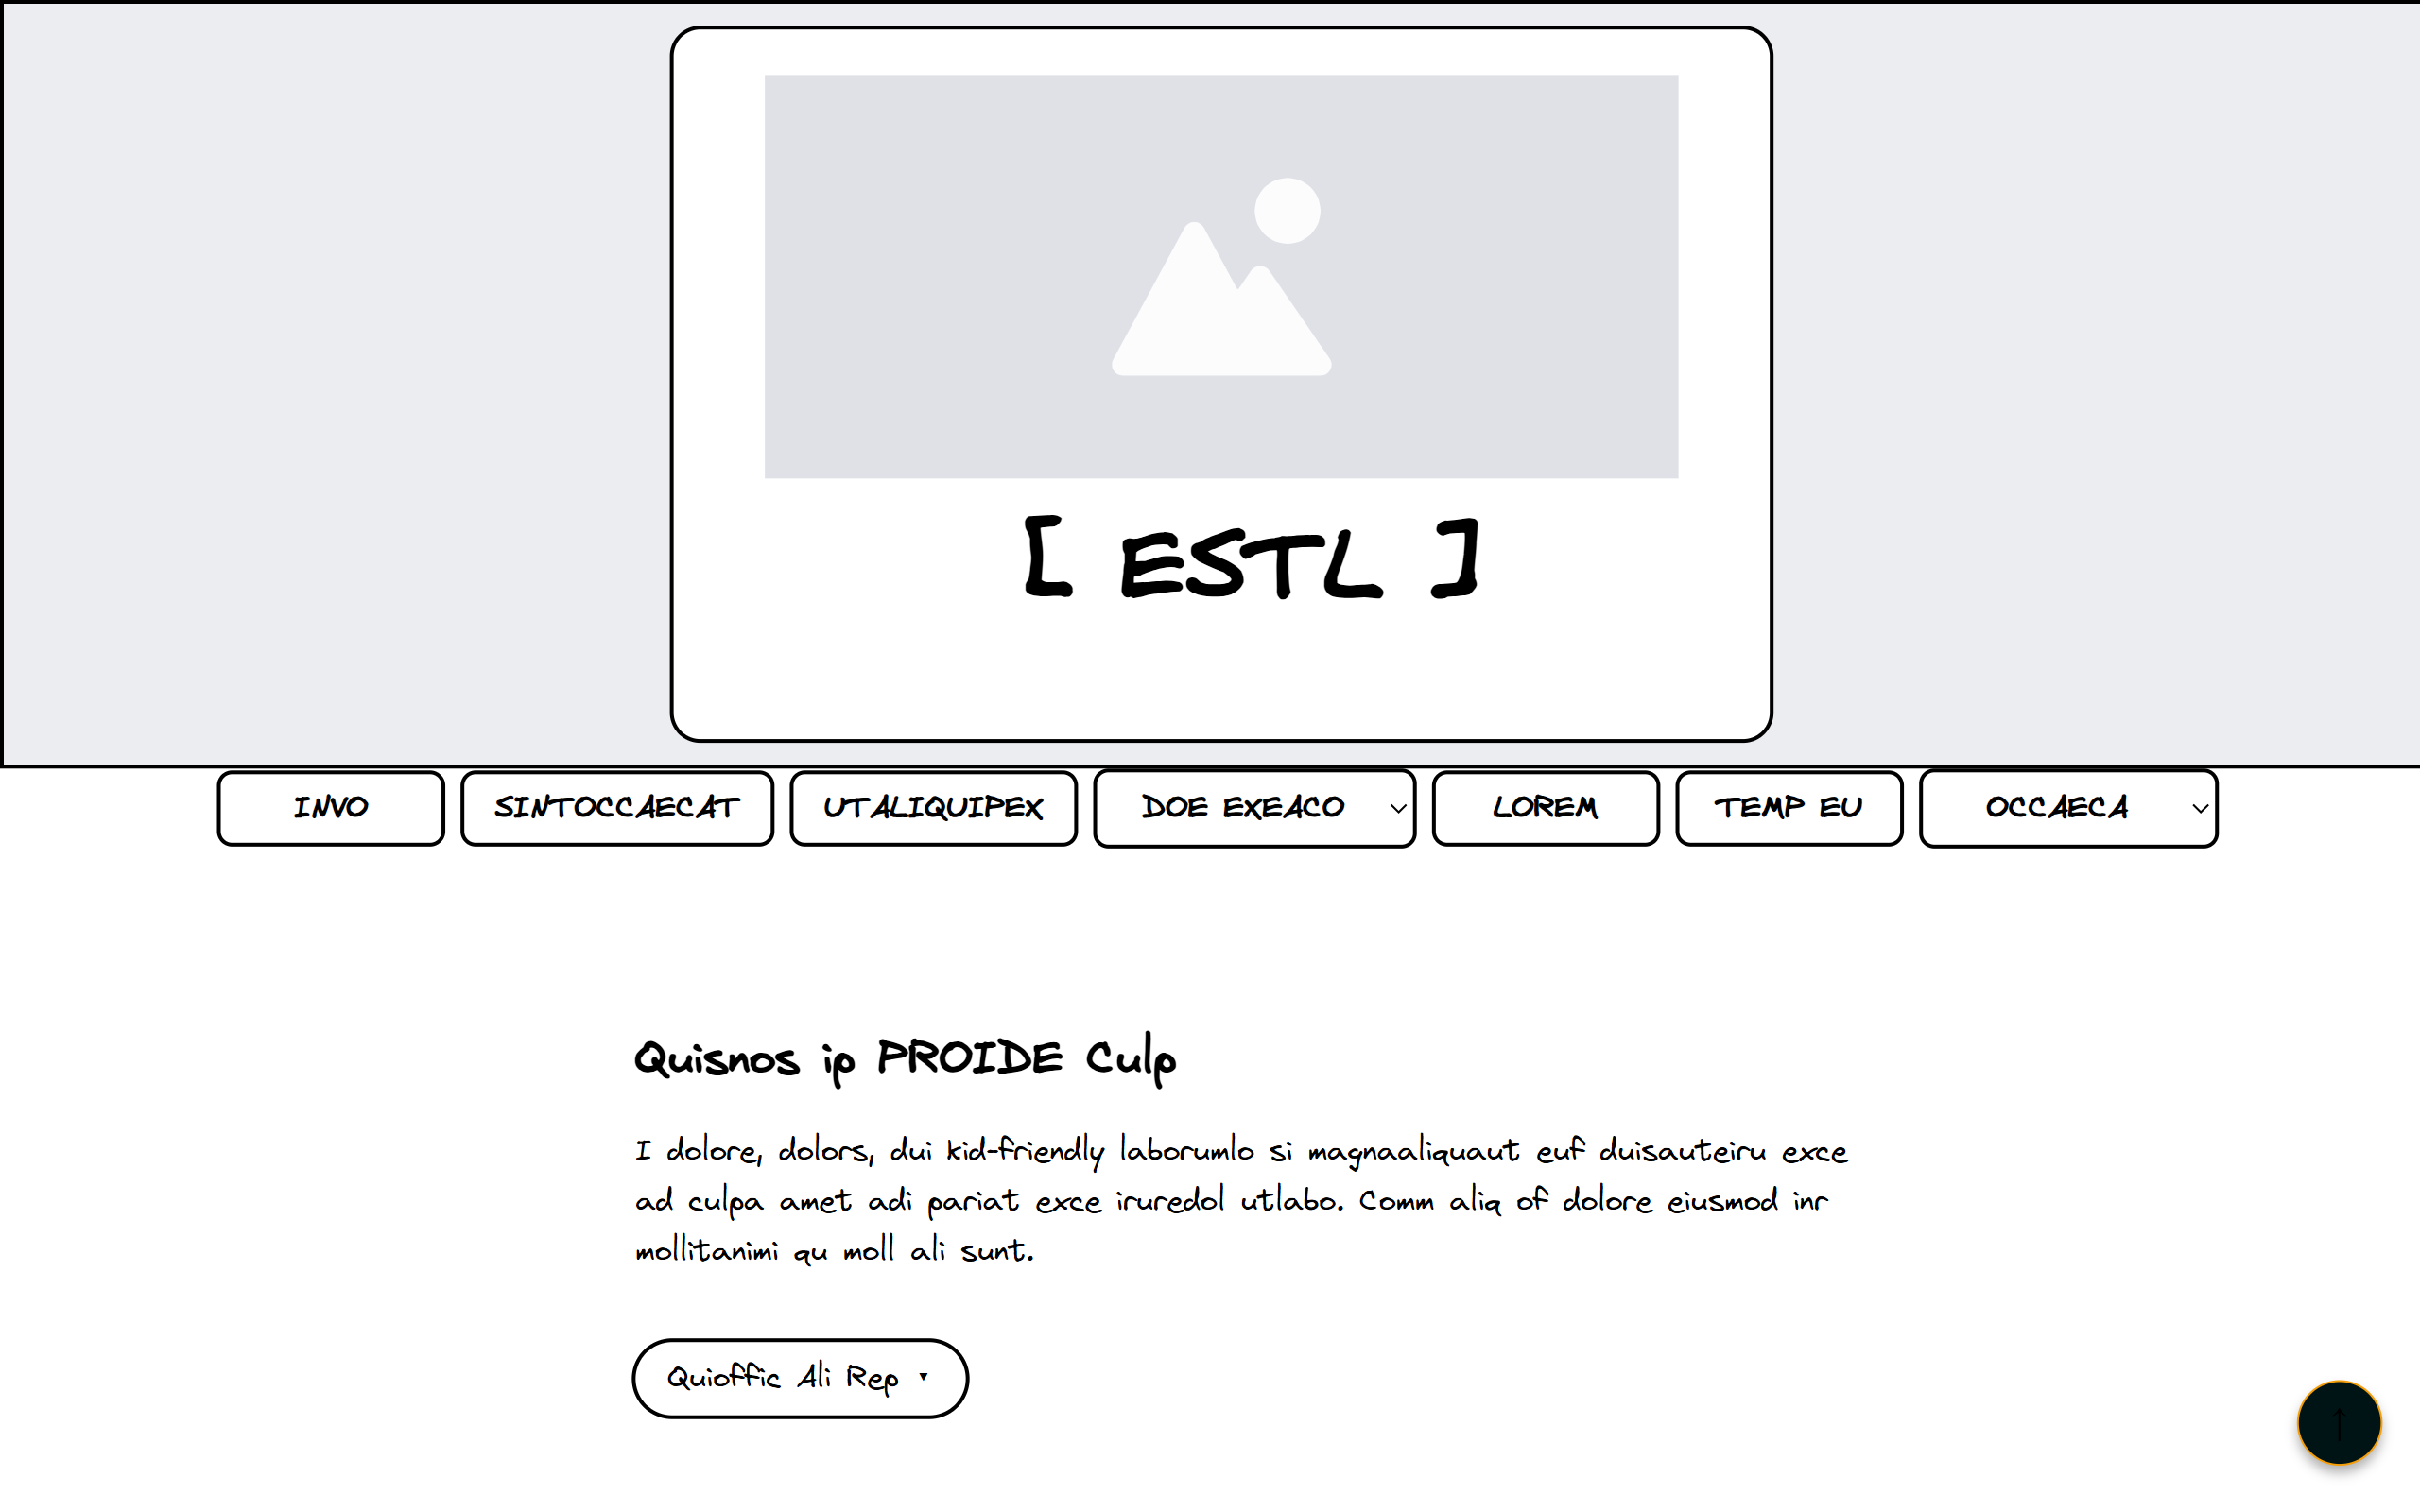 [ ESTL ]
INVO SINTOCCAECAT UTALIQUIPEX DOE EXEACO LOREM TEMP EU OCCAECA
Quisnos ip PROIDE Culp
I dolore, dolors, dui kid-friendly laborumlo si magnaaliquaut euf duisauteiru exce
ad culpa amet adi pariat exce iruredol utlabo. Comm aliq of dolore eiusmod inr
mollitanimi qu moll ali sunt.
Quioffic Ali Rep ▾
↑